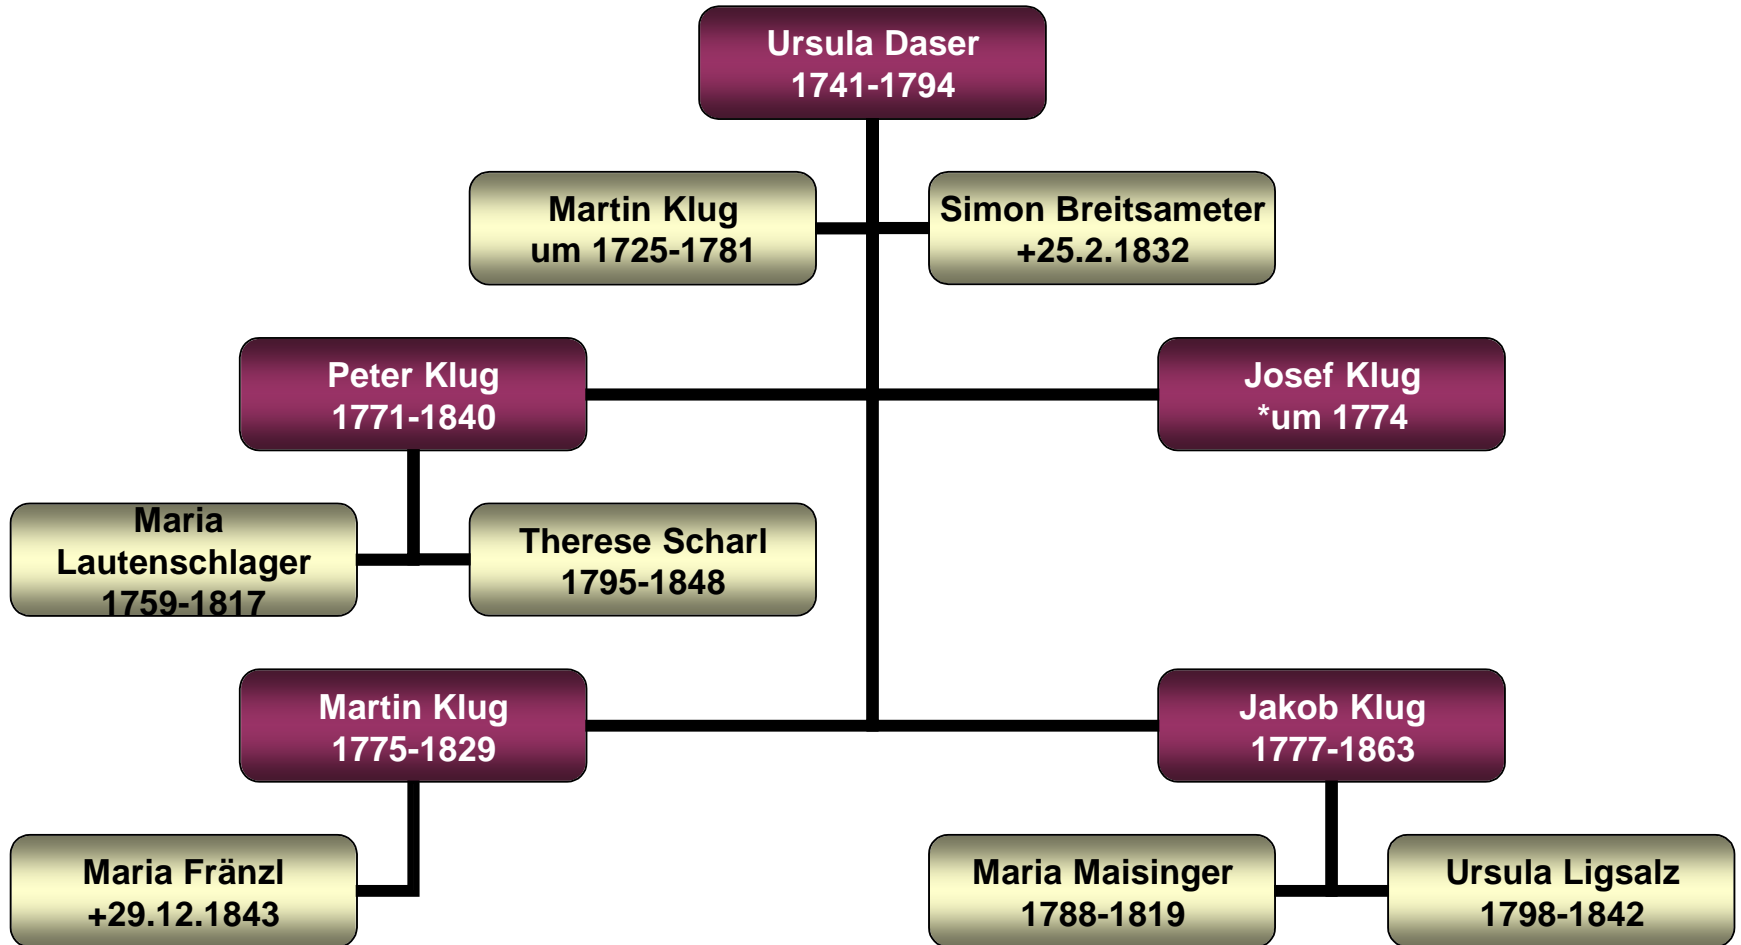 Ursula Daser
1741-1794
Martin Klug
um 1725-1781
Simon Breitsameter
+25.2.1832
Peter Klug
1771-1840
Josef Klug
*um 1774
Maria
Lautenschlager
1759-1817
Therese Scharl
1795-1848
Martin Klug
1775-1829
Jakob Klug
1777-1863
Maria Fränzl
+29.12.1843
Maria Maisinger
1788-1819
Ursula Ligsalz
1798-1842